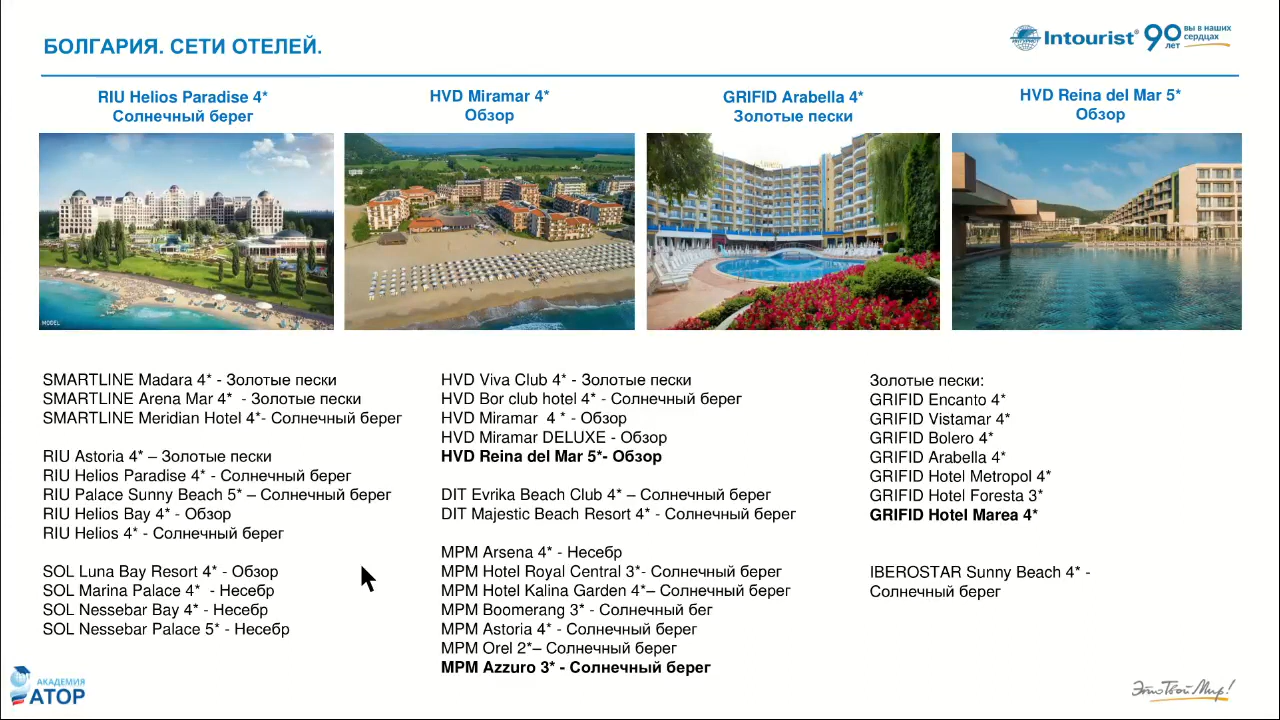 БОЛГАРИЯ. СЕТИ ОТЕЛЕЙ.
ИНТУРИСТ
Intourist® 90 лет
вы в наших
сердцах
RIU Helios Paradise 4*
Солнечный берег
HVD Miramar 4*
Обзор
GRIFID Arabella 4*
Золотые пески
HVD Reina del Mar 5*
Обзор
MODEL
SMARTLINE Madara 4* - Золотые пески
SMARTLINE Arena Mar 4* - Золотые пески
SMARTLINE Meridian Hotel 4*- Солнечный берег
RIU Astoria 4* – Золотые пески
RIU Helios Paradise 4* - Солнечный берег
RIU Palace Sunny Beach 5* – Солнечный берег
RIU Helios Bay 4* - Обзор
RIU Helios 4* - Солнечный берег
SOL Luna Bay Resort 4* - Обзор
SOL Marina Palace 4* - Несебр
SOL Nessebar Bay 4* - Несебр
SOL Nessebar Palace 5* - Несебр
HVD Viva Club 4* - Золотые пески
HVD Bor club hotel 4* - Солнечный берег
HVD Miramar 4 * - Обзор
HVD Miramar DELUXE - Обзор
HVD Reina del Mar 5*- Обзор
DIT Evrika Beach Club 4* – Солнечный берег
DIT Majestic Beach Resort 4* - Солнечный берег
MPM Arsena 4* - Несебр
MPM Hotel Royal Central 3*- Солнечный берег
MPM Hotel Kalina Garden 4*– Солнечный берег
MPM Boomerang 3* - Солнечный бег
MPM Astoria 4* - Солнечный берег
MPM Orel 2*– Солнечный берег
MPM Azzuro 3* - Солнечный берег
Золотые пески:
GRIFID Encanto 4*
GRIFID Vistamar 4*
GRIFID Bolero 4*
GRIFID Arabella 4*
GRIFID Hotel Metropol 4*
GRIFID Hotel Foresta 3*
GRIFID Hotel Marea 4*
IBEROSTAR Sunny Beach 4* -
Солнечный берег
АКАДЕМИЯ
АТОР
Это Твой Мир!